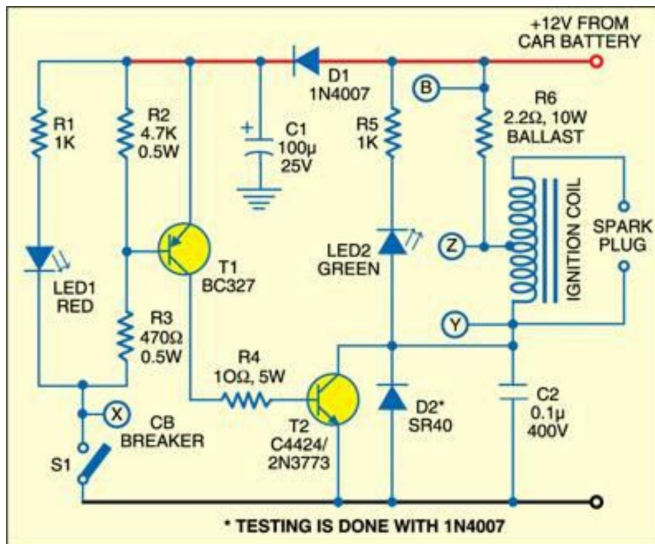 +12V FROM
CAR BATTERY
D1
1N4007
B
R1
1K
R2
4.7K
0.5W
C1
100µ
25V
+
R5
1K
R6
2.2Ω, 10W
BALLAST
T1
BC327
LED1
RED
LED2
GREEN
Z
IGNITION COIL
SPARK
PLUG
R3
470Ω
0.5W
Y
R4
10Ω, 5W
X
CB
BREAKER
S1
T2
C4424/
2N3773
D2*
SR40
C2
0.1µ
400V
* TESTING IS DONE WITH 1N4007